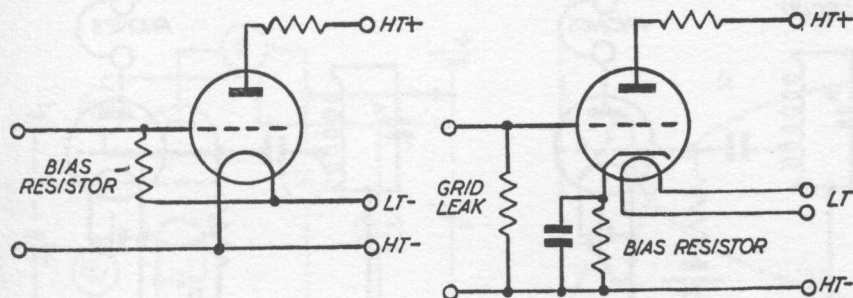 HT+
BIAS
RESISTOR
LT-
HT-
HT+
GRID
LEAK
LT
BIAS RESISTOR
HT-